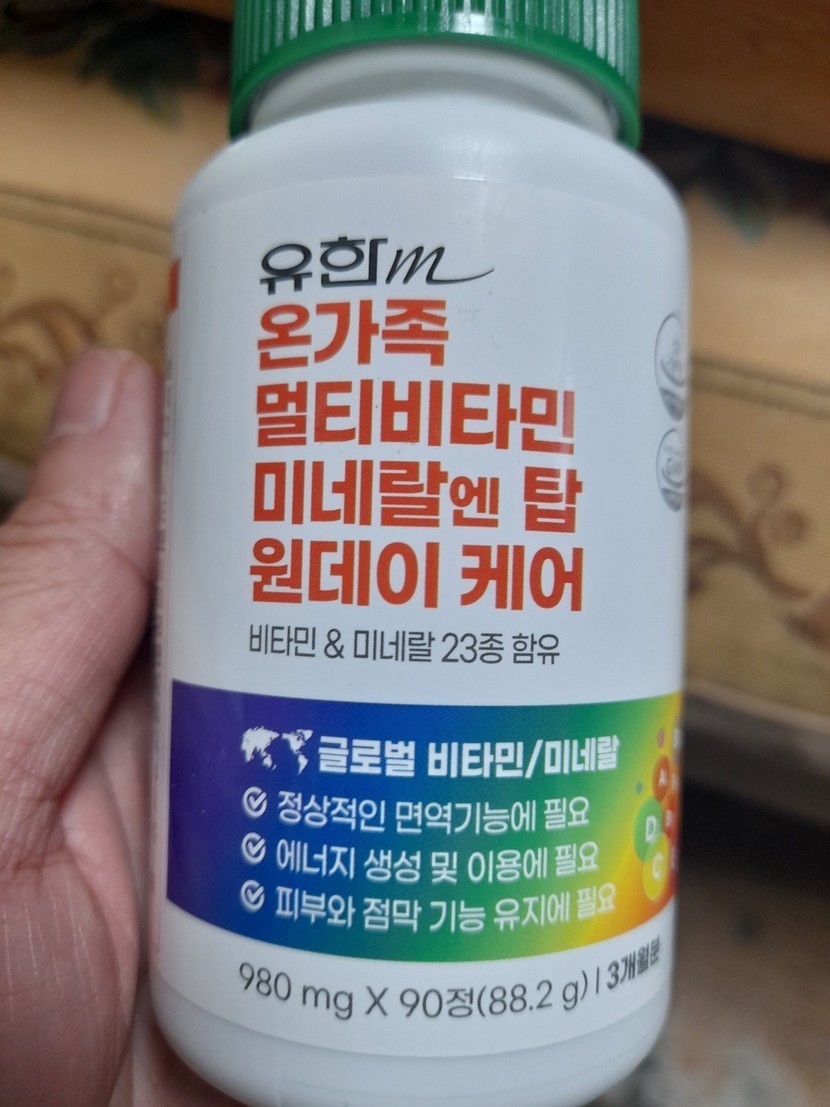 유한m
온가족
멀티비타민
미네랄엔 탑
원데이 케어
비타민 & 미네랄 23종 함유
글로벌 비타민/미네랄
정상적인 면역기능에 필요
에너지 생성 및 이용에 필요
피부와 점막 기능 유지에 필요
A
D
B
C
E
980 mg X 90정(88.2 g) | 3개월분